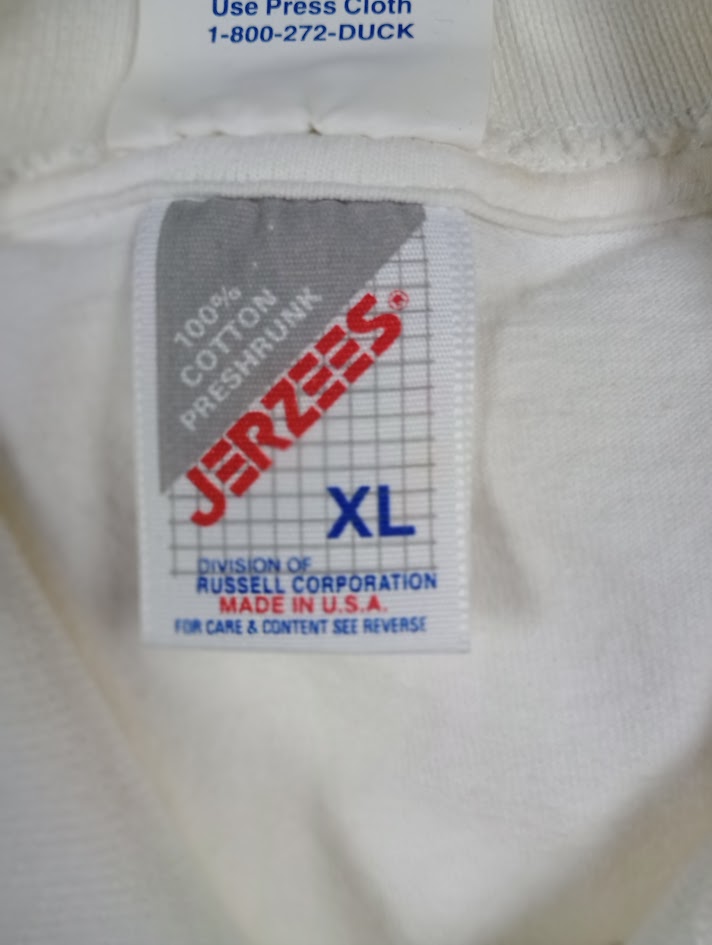 Use Press Cloth
1-800-272-DUCK
100%
COTTON
PRESHRUNK
JERZEES®
XL
DIVISION OF
RUSSELL CORPORATION
MADE IN U.S.A.
FOR CARE & CONTENT SEE REVERSE